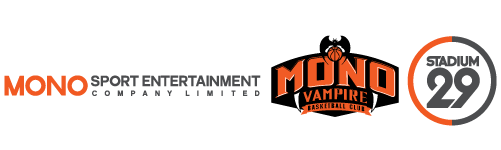 MONO SPORT ENTERTAINMENT
COMPANY LIMITED
MONO
VAMPIRE
BASKETBALL CLUB
STADIUM
29